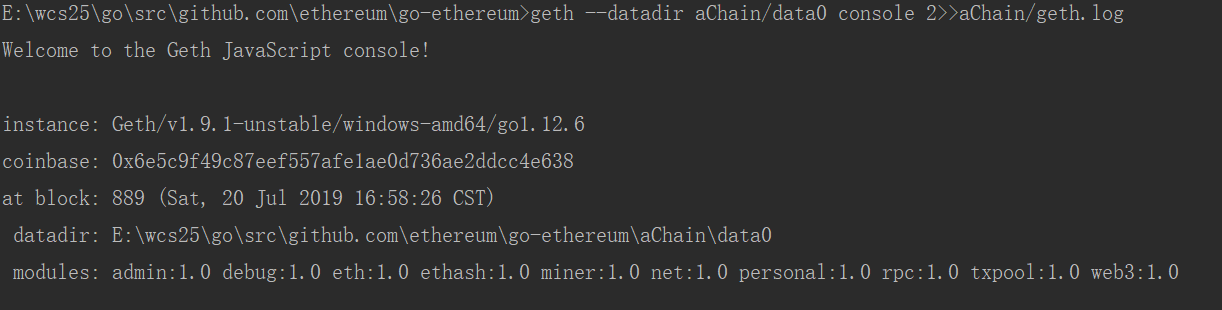 E:\wcs25\go\src\github.com\ethereum\go-ethereum>geth --datadir aChain/data0 console 2>>aChain/geth.log
Welcome to the Geth JavaScript console!
instance: Geth/v1.9.1-unstable/windows-amd64/go1.12.6
coinbase: 0x6e5c9f49c87eef557afe1ae0d736ae2ddcc4e638
at block: 889 (Sat, 20 Jul 2019 16:58:26 CST)
datadir: E:\wcs25\go\src\github.com\ethereum\go-ethereum\aChain\data0
modules: admin:1.0 debug:1.0 eth:1.0 ethash:1.0 miner:1.0 net:1.0 personal:1.0 rpc:1.0 txpool:1.0 web3:1.0